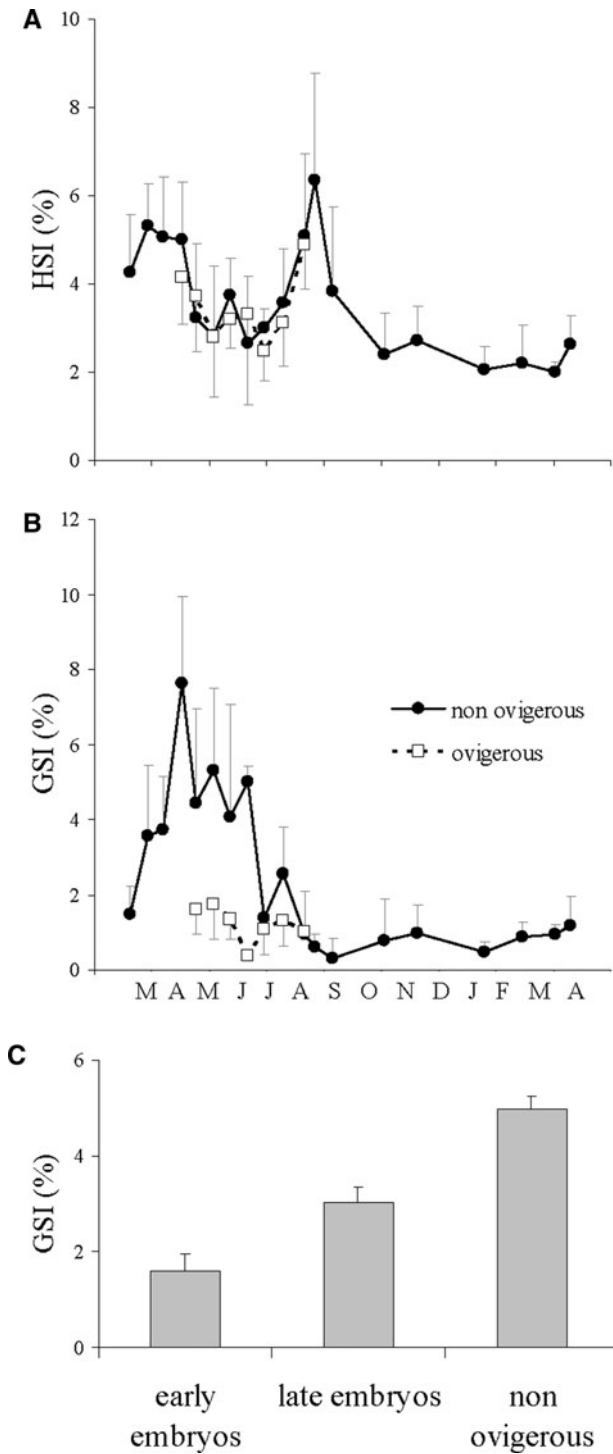 A
10
8
6
4
2
0
HSI (%)
B
12
10
8
6
4
2
0
GSI (%)
non ovigerous
ovigerous
M A M J J A S O N D J F M A
C
6
4
2
0
GSI (%)
early embryos
late embryos
non ovigerous